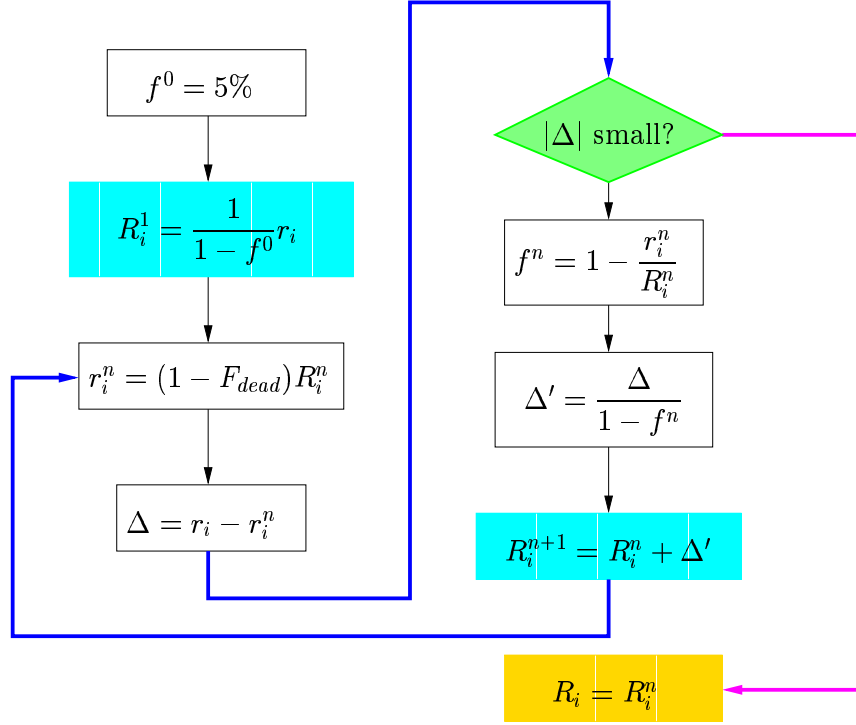 f^0 = 5%
R_i^1 = \frac{1}{1 - f^0} r_i
r_i^n = (1 - F_{dead})R_i^n
Δ = r_i - r_i^n
|Δ| small?
f^n = 1 - \frac{r_i^n}{R_i^n}
Δ' = \frac{Δ}{1 - f^n}
R_i^{n+1} = R_i^n + Δ'
R_i = R_i^n